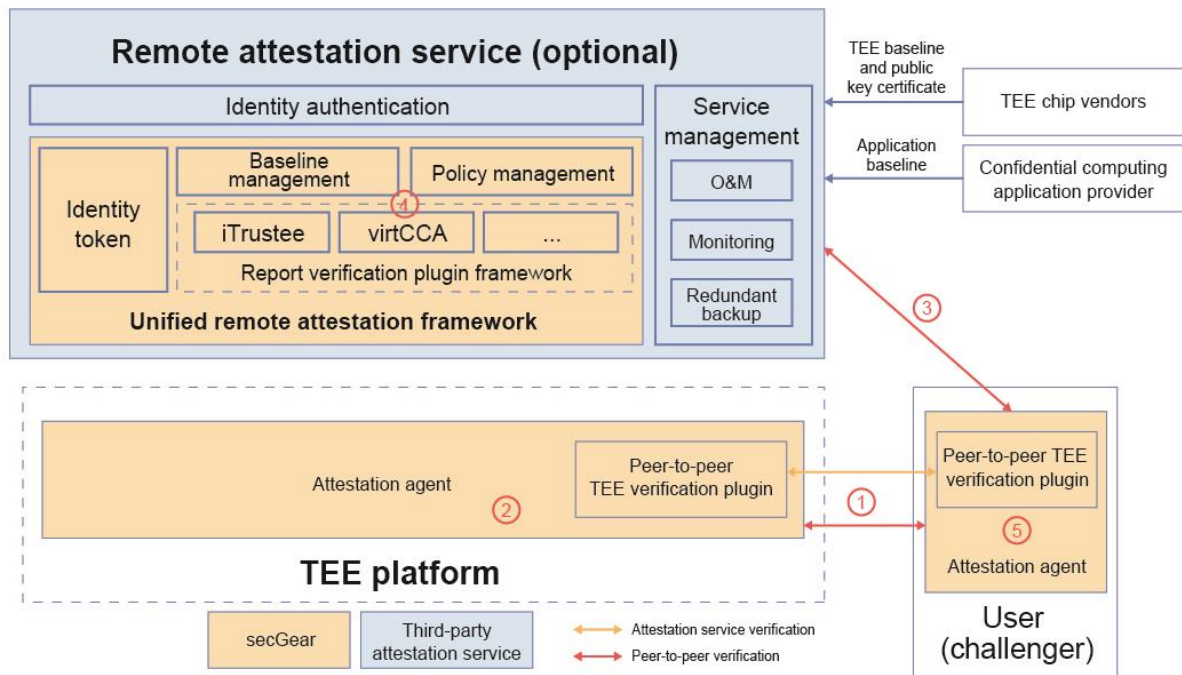 Remote attestation service (optional)
Identity authentication
Identity
token
Baseline
management
Policy management
④
iTrustee
virtCCA
...
Report verification plugin framework
Unified remote attestation framework
Service
management
O&M
Monitoring
Redundant
backup
TEE baseline
and public
key certificate
TEE chip vendors
Application
baseline
Confidential computing
application provider
③
Attestation agent
②
Peer-to-peer
TEE verification plugin
TEE platform
①
Peer-to-peer TEE
verification plugin
⑤
Attestation agent
User
(challenger)
secGear
Third-party
attestation service
Attestation service verification
Peer-to-peer verification